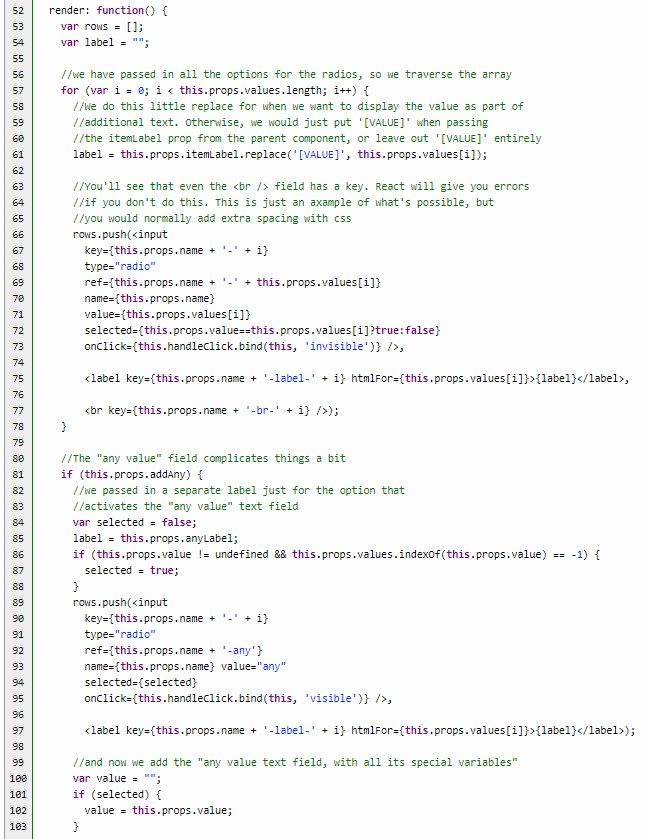 52 render: function() {
53 var rows = [];
54 var label = "";
55
56 //we have passed in all the options for the radios, so we traverse the array
57 for (var i = 0; i < this.props.values.length; i++) {
58 //We do this little replace for when we want to display the value as part of
59 //additional text. Otherwise, we would just put '[VALUE]' when passing
60 //the itemLabel prop from the parent component, or leave out '[VALUE]' entirely
61 label = this.props.itemLabel.replace('[VALUE]', this.props.values[i]);
62
63 //You'll see that even the <br /> field has a key. React will give you errors
64 //if you don't do this. This is just an axample of what's possible, but
65 //you would normally add extra spacing with css
66 rows.push(<input
67 key={this.props.name + '-' + i}
68 type="radio"
69 ref={this.props.name + '-' + this.props.values[i]}
70 name={this.props.name}
71 value={this.props.values[i]}
72 selected={this.props.value==this.props.values[i]?true:false}
73 onClick={this.handleClick.bind(this, 'invisible')} />,
74
75 <label key={this.props.name + '-label-' + i} htmlFor={this.props.values[i]}>{label}</label>,
76
77 <br key={this.props.name + '-br-' + i} />);
78 }
79
80 //The "any value" field complicates things a bit
81 if (this.props.addAny) {
82 //we passed in a separate label just for the option that
83 //activates the "any value" text field
84 var selected = false;
85 label = this.props.anyLabel;
86 if (this.props.value != undefined && this.props.values.indexOf(this.props.value) == -1) {
87 selected = true;
88 }
89 rows.push(<input
90 key={this.props.name + '-' + i}
91 type="radio"
92 ref={this.props.name + '-any'}
93 name={this.props.name} value="any"
94 selected={selected}
95 onClick={this.handleClick.bind(this, 'visible')} />,
96
97 <label key={this.props.name + '-label-' + i} htmlFor={this.props.values[i]}>{label}</label>);
98
99 //and now we add the "any value text field, with all its special variables"
100 var value = "";
101 if (selected) {
102 value = this.props.value;
103 }